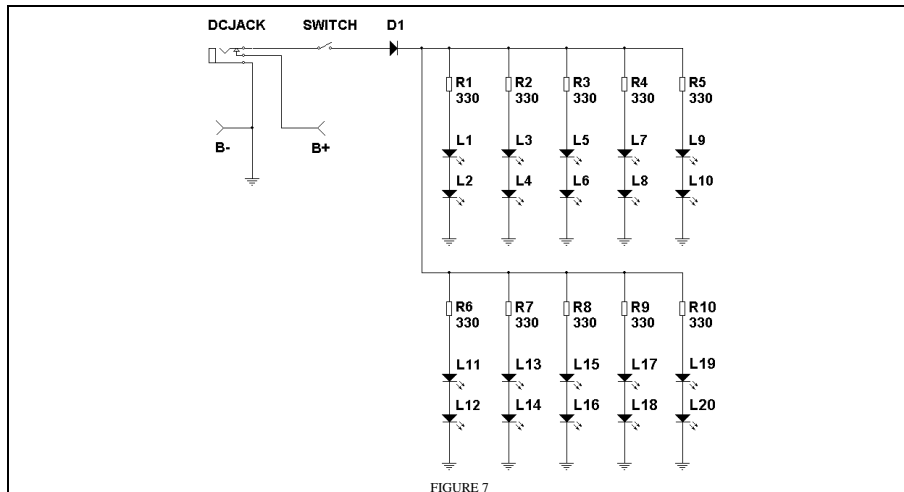 DCJACK SWITCH D1
R1 R2 R3 R4 R5
330 330 330 330 330
L1 L3 L5 L7 L9
B- B+
L2 L4 L6 L8 L10
R6 R7 R8 R9 R10
330 330 330 330 330
L11 L13 L15 L17 L19
L12 L14 L16 L18 L20
FIGURE 7